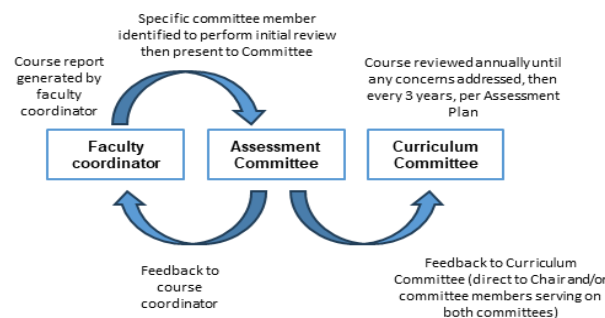 Specific committee member
identified to perform initial review
then present to Committee
Course report
generated by
faculty
coordinator
Course reviewed annually until
any concerns addressed, then
every 3 years, per Assessment
Plan
Faculty
coordinator
Assessment
Committee
Curriculum
Committee
Feedback to
course
coordinator
Feedback to Curriculum
Committee (direct to Chair and/or
committee members serving on
both committees)